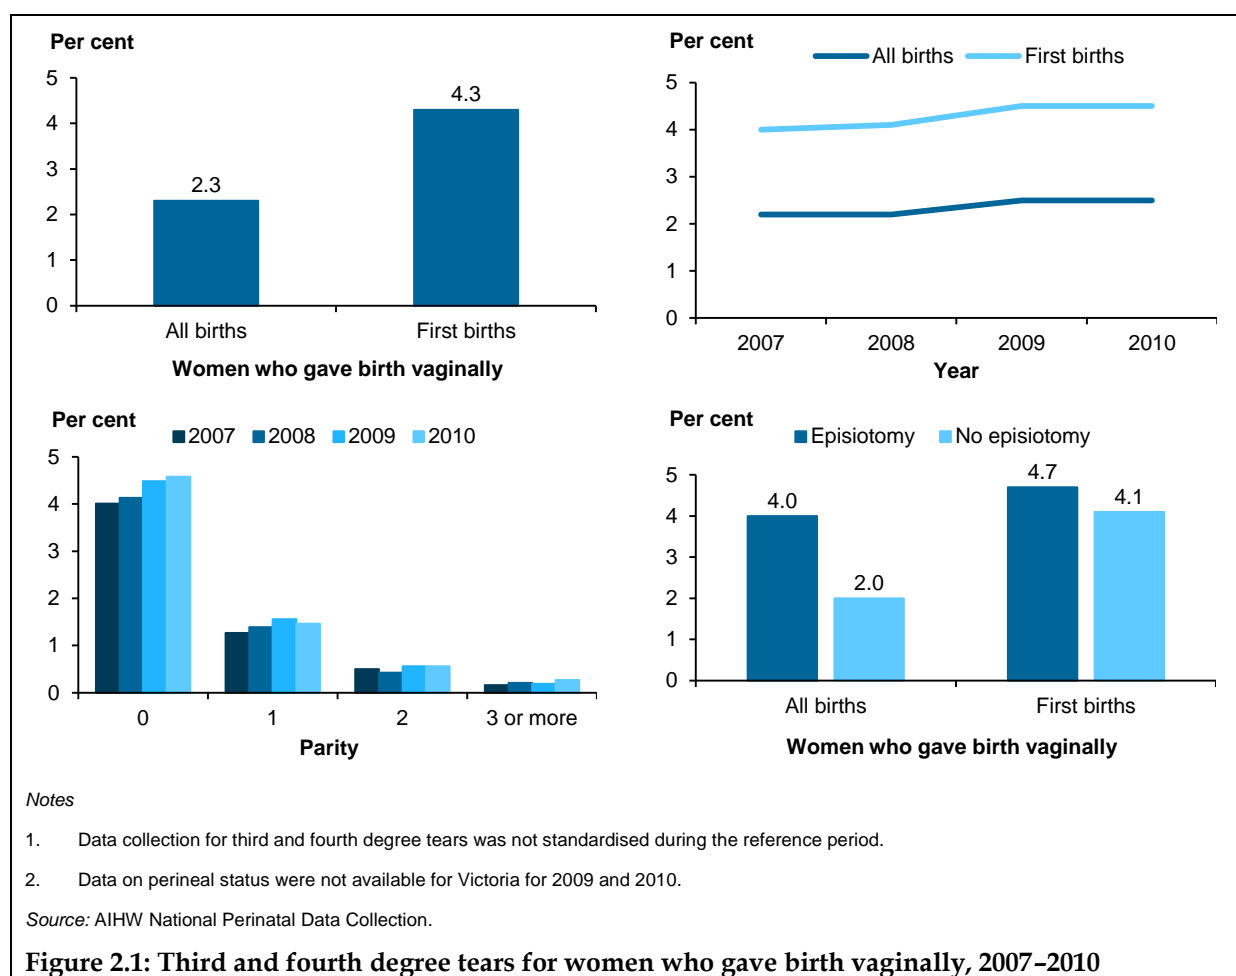 Per cent
5
4
3
2
1
0
2.3
4.3
All births
First births
Women who gave birth vaginally
Per cent
All births
First births
5
4
3
2
1
0
2007
2008
2009
2010
Year
Per cent
2007
2008
2009
2010
5
4
3
2
1
0
0
1
2
3 or more
Parity
Per cent
Episiotomy
No episiotomy
5
4
3
2
1
0
4.0
2.0
4.7
4.1
All births
First births
Women who gave birth vaginally
Notes
1. Data collection for third and fourth degree tears was not standardised during the reference period.
2. Data on perineal status were not available for Victoria for 2009 and 2010.
Source: AIHW National Perinatal Data Collection.
Figure 2.1: Third and fourth degree tears for women who gave birth vaginally, 2007–2010